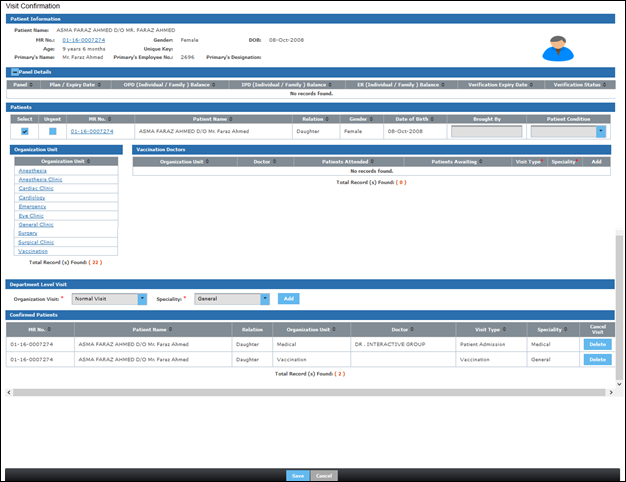 Visit Confirmation
Patient Information
Patient Name: ASMA FARAZ AHMED D/O MR. FARAZ AHMED
MR No.: 01-16-0007274 Gender: Female DOB: 08-Oct-2008
Age: 9 years 6 months Unique Key:
Primary's Name: Mr. Faraz Ahmed Primary's Employee No.: 2696 Primary's Designation:
Panel Details
Panel Plan / Expiry Date OPD (Individual / Family ) Balance IPD (Individual / Family ) Balance ER (Individual / Family ) Balance Verification Expiry Date Verification Status
No records found.
Patients
Select Urgent MR No. Patient Name Relation Gender Date of Birth Brought By Patient Condition
01-16-0007274 ASMA FARAZ AHMED D/O Mr. Faraz Ahmed Daughter Female 08-Oct-2008
Organization Unit
Organization Unit
Anesthesia
Anesthesia Clinic
Cardiac Clinic
Cardiology
Emergency
Eye Clinic
General Clinic
Surgery
Surgical Clinic
Vaccination
Total Record (s) Found: ( 22 )
Vaccination Doctors
Organization Unit Doctor Patients Attended Patients Awaiting Visit Type* Speciality* Add
No records found.
Total Record (s) Found: ( 0 )
Department Level Visit
Organization Visit: * Normal Visit Speciality: * General Add
Confirmed Patients
MR No. Patient Name Relation Organization Unit Doctor Visit Type Speciality Cancel Visit
01-16-0007274 ASMA FARAZ AHMED D/O Mr. Faraz Ahmed Daughter Medical DR . INTERACTIVE GROUP Patient Admission Medical Delete
01-16-0007274 ASMA FARAZ AHMED D/O Mr. Faraz Ahmed Daughter Vaccination Vaccination General Delete
Total Record (s) Found: ( 2 )
Save Cancel